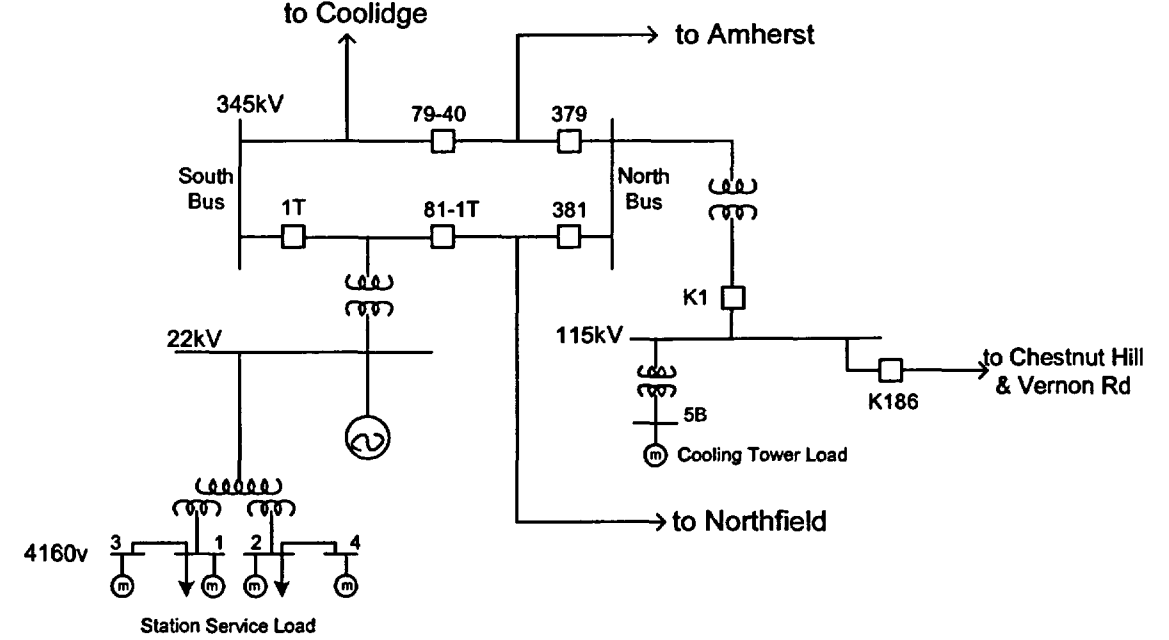 to Coolidge
to Amherst
345kV
79-40
379
South
Bus
North
Bus
1T
81-1T
381
K1
22kV
115kV
to Chestnut Hill
& Vernon Rd
K186
5B
m
Cooling Tower Load
to Northfield
4160v
3
1
2
4
m
m
m
m
Station Service Load